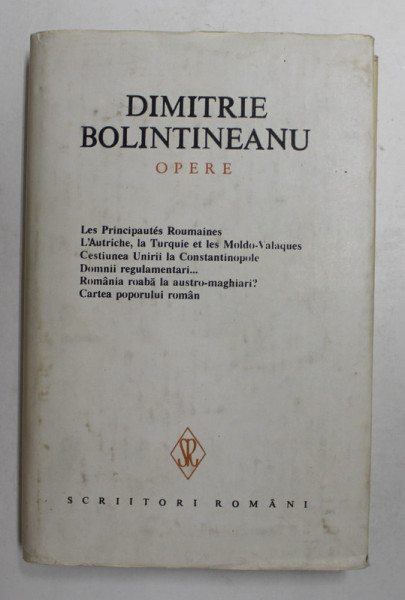 DIMITRIE
BOLINTINEANU
OPERE
Les Principautés Roumaines
L'Autriche, la Turquie et les Moldo-Valaques
Cestiunea Unirii la Constantinopole
Domnii regulamentari...
România roabă la austro-maghiari?
Cartea poporului român
SR
SCRIITORI ROMÂNI